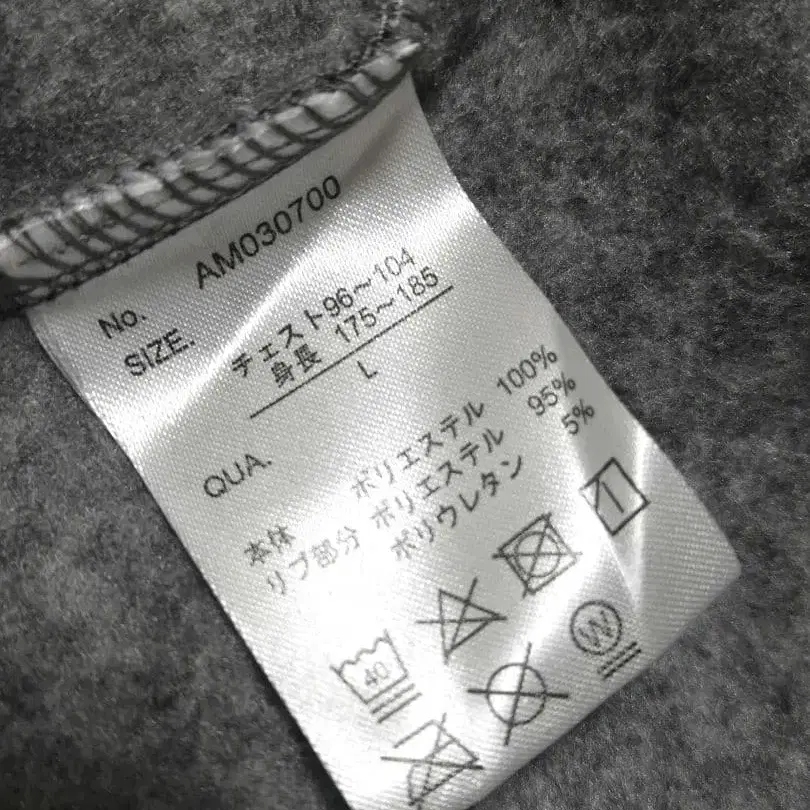 No. AM030700
SIZE. チェスト96～104
身長 175～185
L
QUA.
本体 ポリエステル 100%
リブ部分 ポリエステル 95%
ポリウレタン 5%
40
W